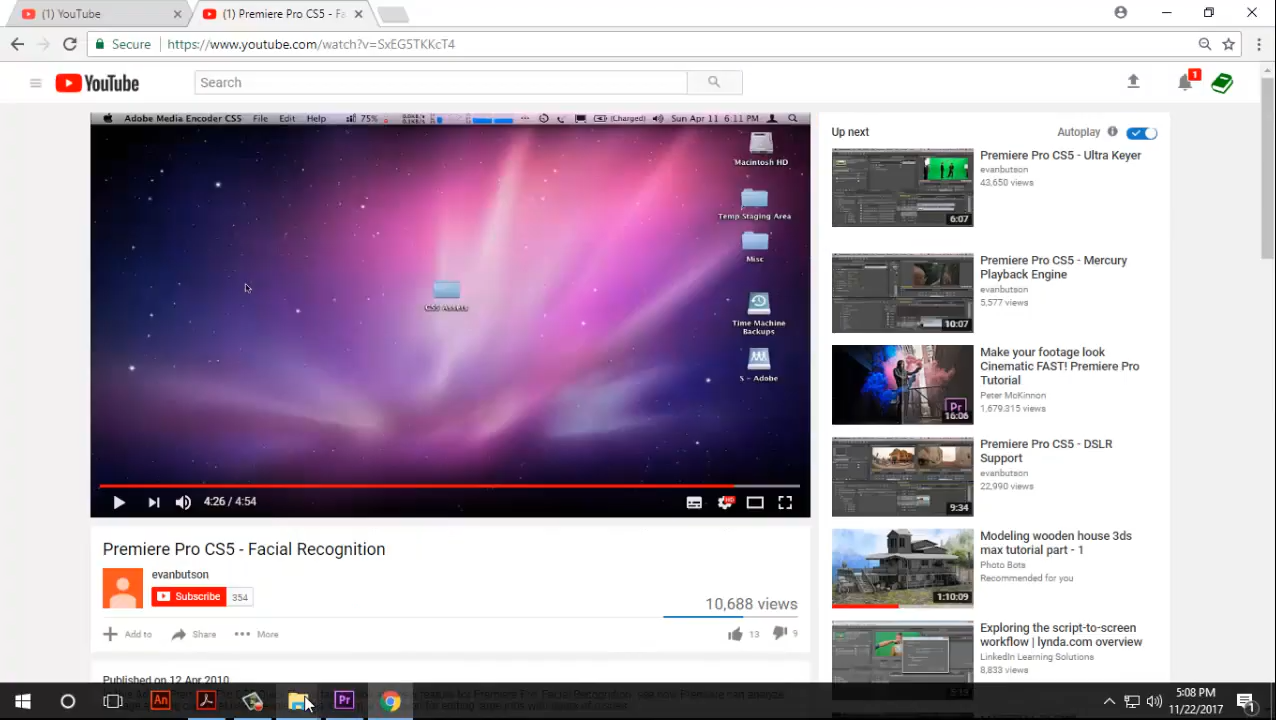 (1) YouTube
(1) Premiere Pro CS5 - Fa
Secure
https://www.youtube.com/watch?v=SxEG5TKKcT4
YouTube
Search
1
Adobe Media Encoder CS5 File Edit Help
75%
(Charged)
Sun Apr 11 6:11 PM
Macintosh HD
Temp Staging Area
Misc
CS5 Assets
Time Machine
Backups
S - Adobe
4:26 / 4:54
HD
Premiere Pro CS5 - Facial Recognition
evanbutson
Subscribe 354
10,688 views
Add to Share More
13 9
Published on 12 Apr 2010
Up next
Autoplay
Premiere Pro CS5 - Ultra Keyer
evanbutson
43,650 views
6:07
Premiere Pro CS5 - Mercury
Playback Engine
evanbutson
5,577 views
10:07
Make your footage look
Cinematic FAST! Premiere Pro
Tutorial
Peter McKinnon
1,679,315 views
Pr
16:06
Premiere Pro CS5 - DSLR
Support
evanbutson
22,990 views
9:34
Modeling wooden house 3ds
max tutorial part - 1
Photo Bots
Recommended for you
1:10:09
Exploring the script-to-screen
workflow | lynda.com overview
LinkedIn Learning Solutions
8,833 views
An
Pr
5:08 PM
11/22/2017
1